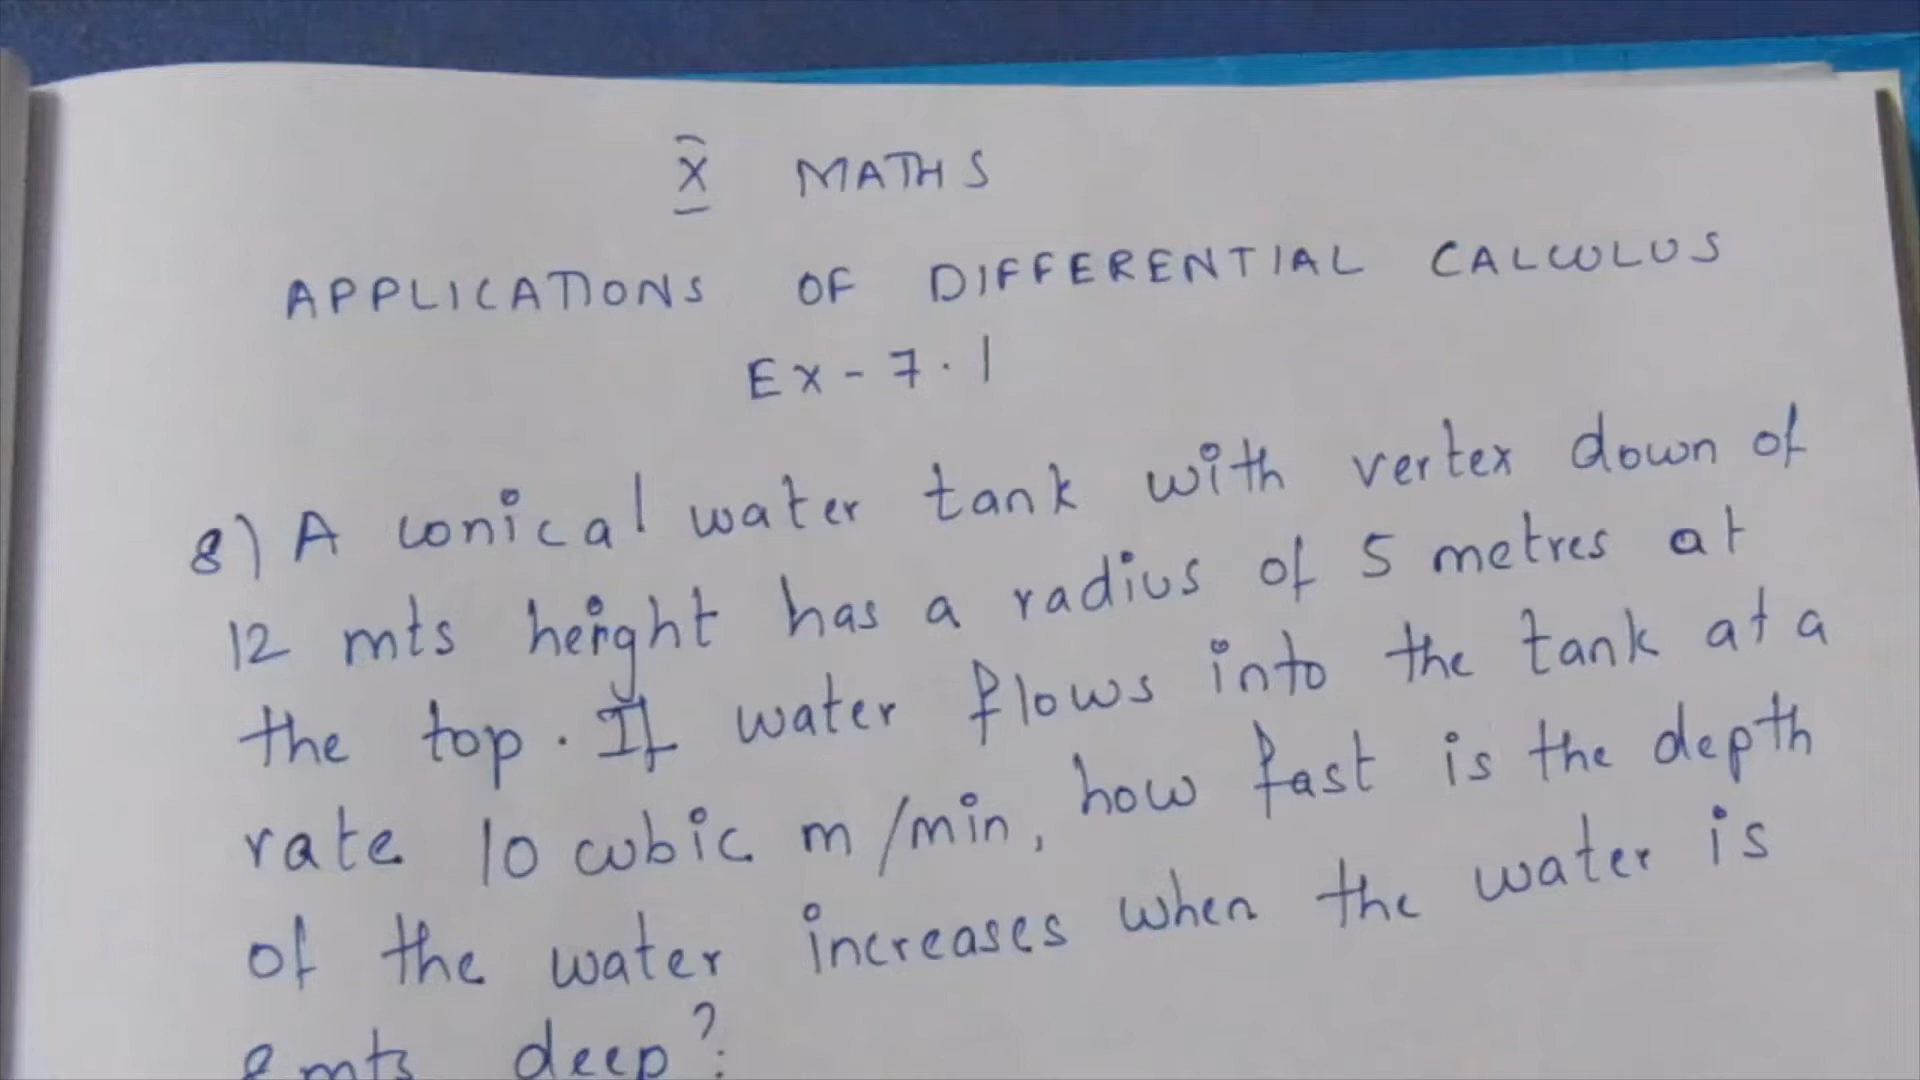 X MATHS
APPLICATIONS OF DIFFERENTIAL CALCULUS
Ex - 7.1
8) A conical water tank with vertex down of
12 mts height has a radius of 5 metres at
the top. If water flows into the tank at a
rate 10 cubic m/min, how fast is the depth
of the water increases when the water is
8 mts deep?